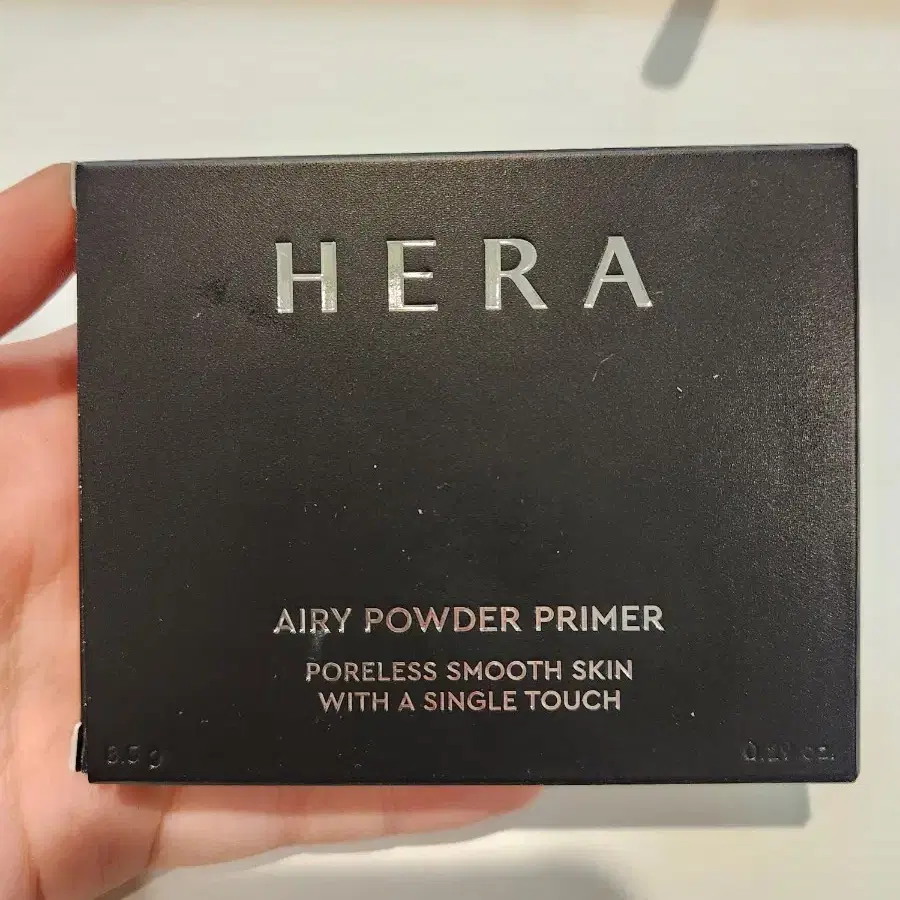 HERA
AIRY POWDER PRIMER
PORELESS SMOOTH SKIN
WITH A SINGLE TOUCH